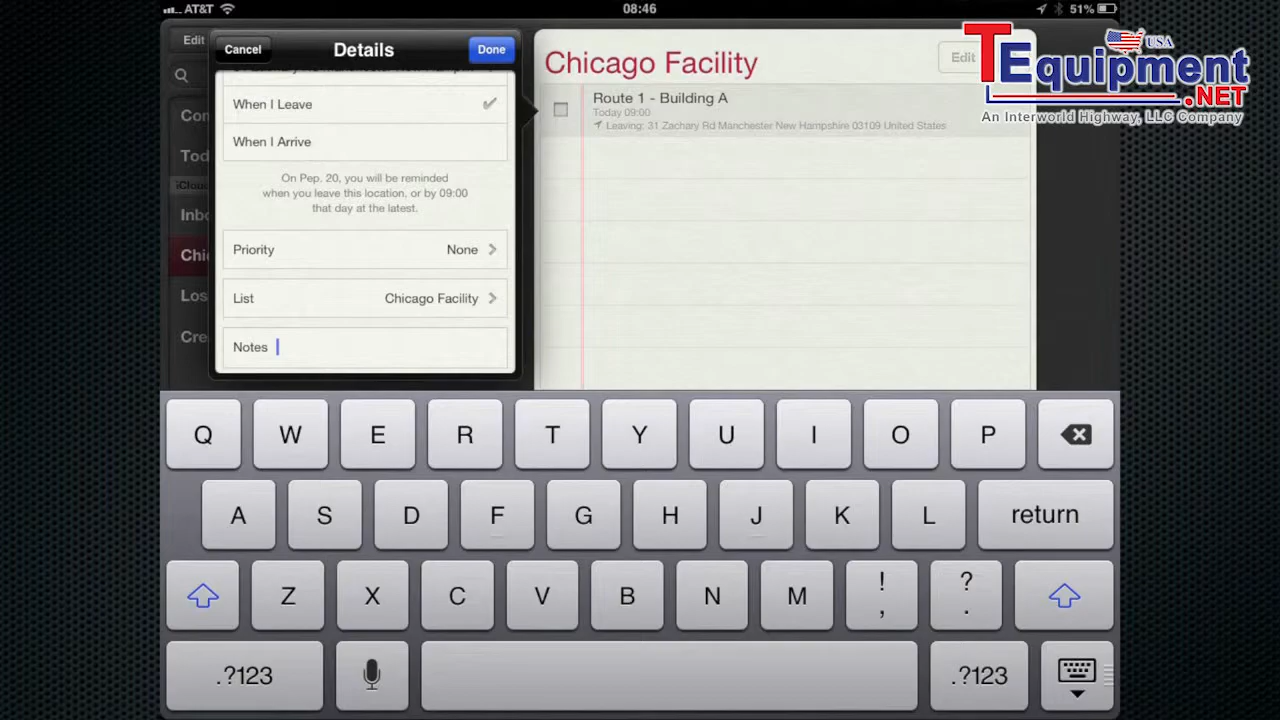 AT&T
08:46
51%
Edit
Cancel
Details
Done
When I Leave
When I Arrive
On Pep. 20, you will be reminded
when you leave this location, or by 09:00
that day at the latest.
Priority
None
List
Chicago Facility
Notes
Con
Tod
iCloud
Inbo
Chic
Los
Cre
Chicago Facility
Edit
Route 1 - Building A
Today 09:00
Leaving: 31 Zachary Rd Manchester New Hampshire 03109 United States
USA
TEquipment
.NET
An Interworld Highway, LLC Company
Q W E R T Y U I O P
A S D F G H J K L return
Z X C V B N M ! , ? .
.?123 .?123